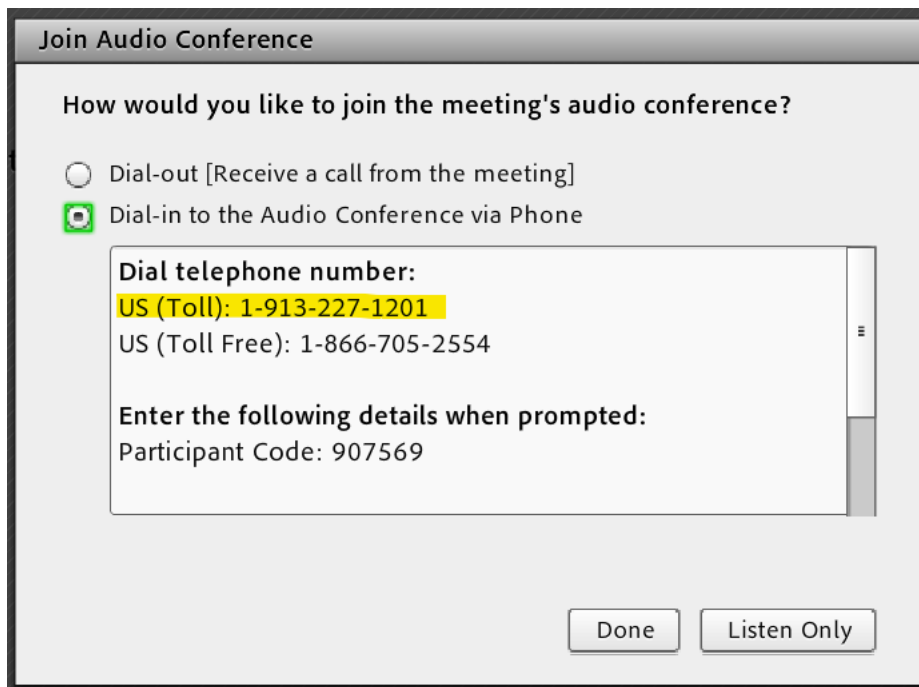 Join Audio Conference
How would you like to join the meeting's audio conference?
Dial-out [Receive a call from the meeting]
Dial-in to the Audio Conference via Phone
Dial telephone number:
US (Toll): 1-913-227-1201
US (Toll Free): 1-866-705-2554
Enter the following details when prompted:
Participant Code: 907569
Done
Listen Only